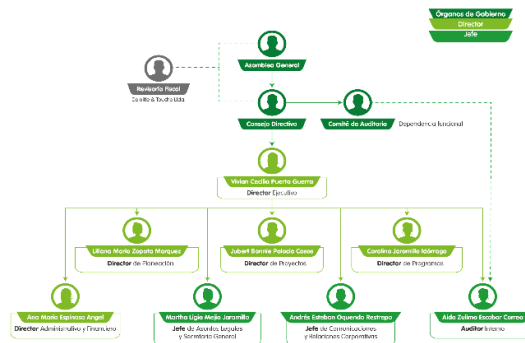 Órganos de Gobierno
Director
Jefe
Asamblea General
Revisoría Fiscal
Deloitte & Touche Ltda.
Consejo Directivo
Comité de Auditoría
Dependencia funcional
Vivian Cecilia Puerta Guerra
Director Ejecutivo
Liliana María Zapata Marquez
Director de Planeación
Jubert Bonnie Palacio
Director de Proyectos
Carolina Jaramillo Idárraga
Director de Programas
Ana María Espinosa Angel
Director Administrativo y Financiero
Martha Ligia Mejía Jaramillo
Jefe de Asuntos Legales
y Secretaría General
Andrés Esteban Oquendo Restrepo
Jefe de Comunicaciones
y Relaciones Corporativas
Aida Zulima Escobar Correa
Auditor Interno